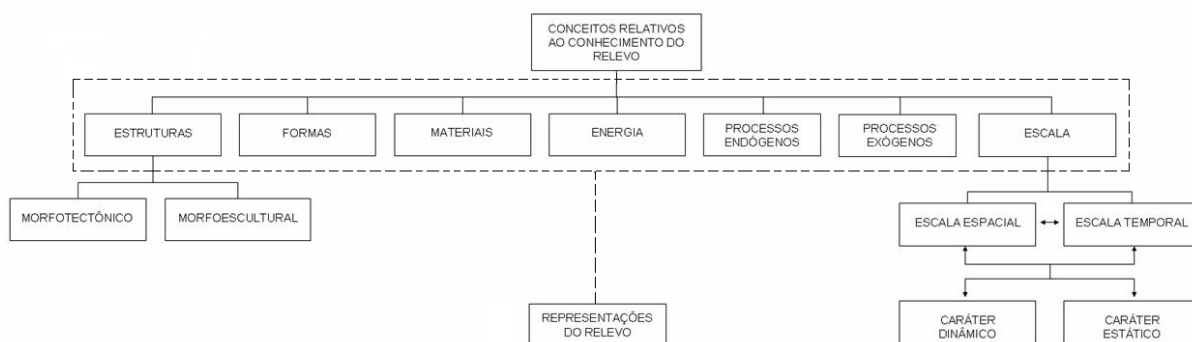 CONCEITOS RELATIVOS
AO CONHECIMENTO DO
RELEVO
ESTRUTURAS
FORMAS
MATERIAIS
ENERGIA
PROCESSOS
ENDÓGENOS
PROCESSOS
EXÓGENOS
ESCALA
MORFOTECTÔNICO
MORFOESCULTURAL
ESCALA ESPACIAL
ESCALA TEMPORAL
REPRESENTAÇÕES
DO RELEVO
CARÁTER
DINÂMICO
CARÁTER
ESTÁTICO